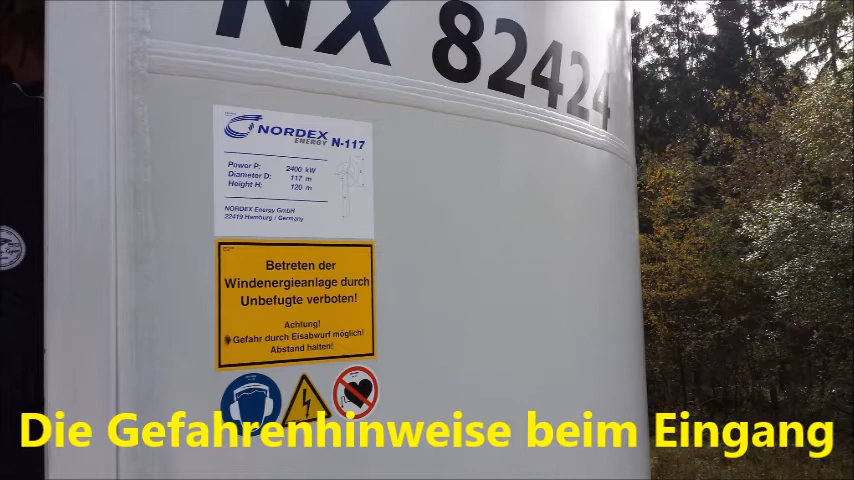 NX 82424
NORDEX
ENERGY
N-117
Power P: 2400 kW
Diameter D: 117 m
Height H: 120 m
NORDEX Energy GmbH
22419 Hamburg / Germany
Betreten der
Windenergieanlage durch
Unbefugte verboten!
Achtung!
Gefahr durch Eisabwurf möglich!
Abstand halten!
Die Gefahrenhinweise beim Eingang